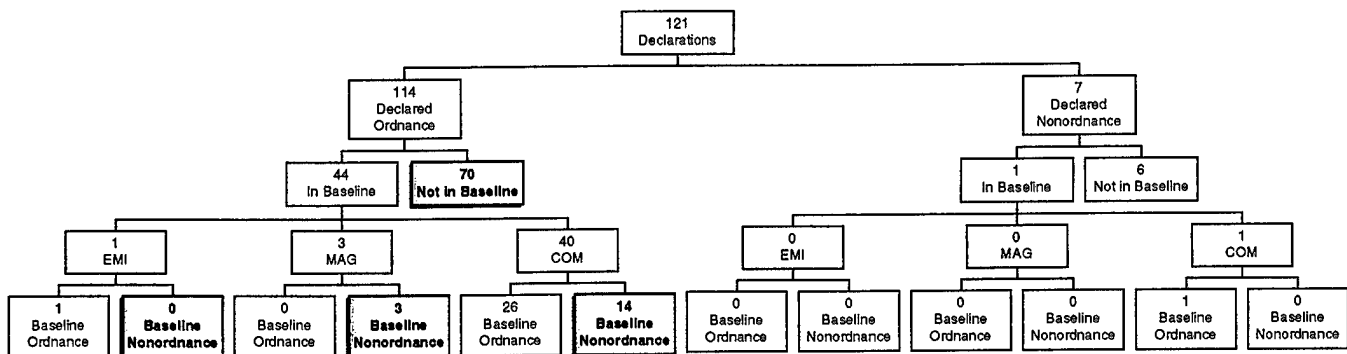 121
Declarations
114
Declared
Ordnance
7
Declared
Nonordnance
44
In Baseline
70
Not in Baseline
1
In Baseline
6
Not in Baseline
1
EMI
3
MAG
40
COM
0
EMI
0
MAG
1
COM
1
Baseline
Ordnance
0
Baseline
Nonordnance
0
Baseline
Ordnance
3
Baseline
Nonordnance
26
Baseline
Ordnance
14
Baseline
Nonordnance
0
Baseline
Ordnance
0
Baseline
Nonordnance
0
Baseline
Ordnance
0
Baseline
Nonordnance
1
Baseline
Ordnance
0
Baseline
Nonordnance